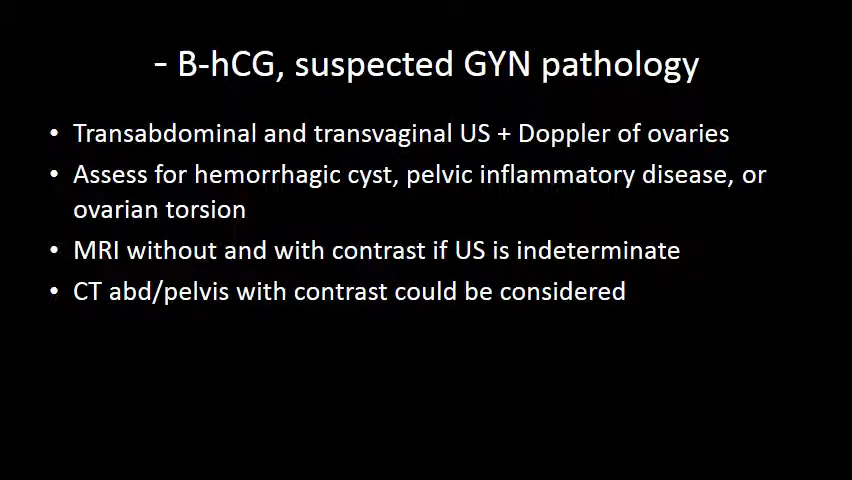 - B-hCG, suspected GYN pathology
• Transabdominal and transvaginal US + Doppler of ovaries
• Assess for hemorrhagic cyst, pelvic inflammatory disease, or
ovarian torsion
• MRI without and with contrast if US is indeterminate
• CT abd/pelvis with contrast could be considered